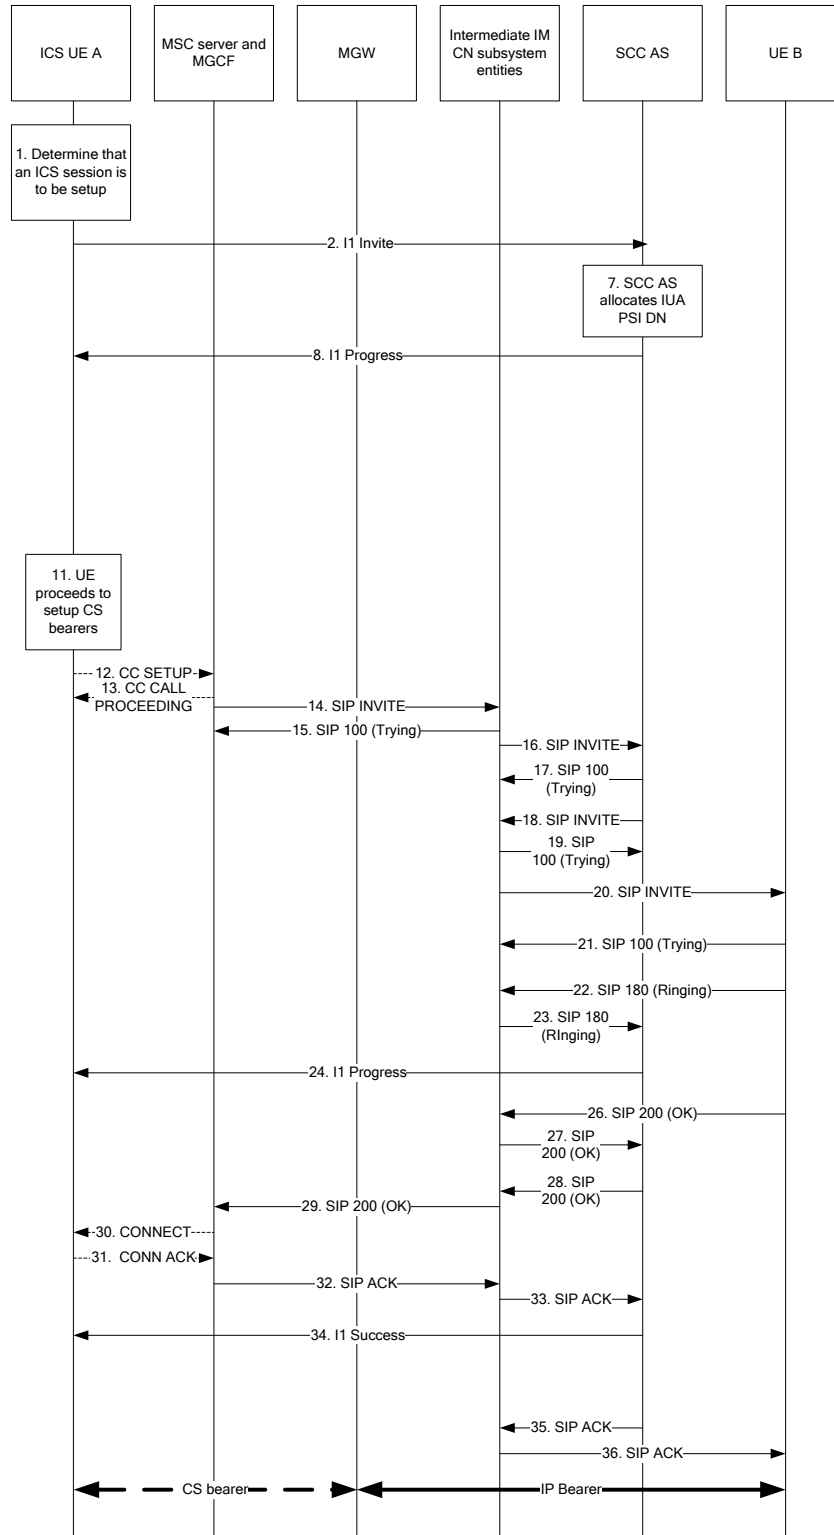 ICS UE A
MSC server and
MGCF
MGW
Intermediate IM
CN subsystem
entities
SCC AS
UE B
1. Determine that
an ICS session is
to be setup
2. I1 Invite
7. SCC AS
allocates IUA
PSI DN
8. I1 Progress
11. UE
proceeds to
setup CS
bearers
12. CC SETUP
13. CC CALL
PROCEEDING
14. SIP INVITE
15. SIP 100 (Trying)
16. SIP INVITE
17. SIP 100
(Trying)
18. SIP INVITE
19. SIP
100 (Trying)
20. SIP INVITE
21. SIP 100 (Trying)
22. SIP 180 (Ringing)
23. SIP 180
(RInging)
24. I1 Progress
26. SIP 200 (OK)
27. SIP
200 (OK)
28. SIP
200 (OK)
29. SIP 200 (OK)
30. CONNECT
31. CONN ACK
32. SIP ACK
33. SIP ACK
34. I1 Success
35. SIP ACK
36. SIP ACK
CS bearer
IP Bearer